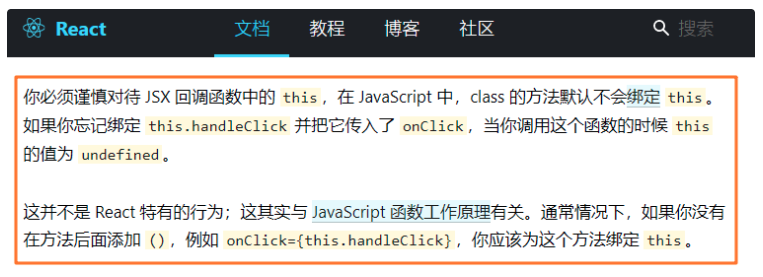 React 文档 教程 博客 社区 搜索
你必须谨慎对待 JSX 回调函数中的 this，在 JavaScript 中，class 的方法默认不会绑定 this。
如果你忘记绑定 this.handleClick 并把它传入了 onClick，当你调用这个函数的时候 this
的值为 undefined。
这并不是 React 特有的行为；这其实与 JavaScript 函数工作原理有关。通常情况下，如果你没有
在方法后面添加 ()，例如 onClick={this.handleClick}，你应该为这个方法绑定 this。